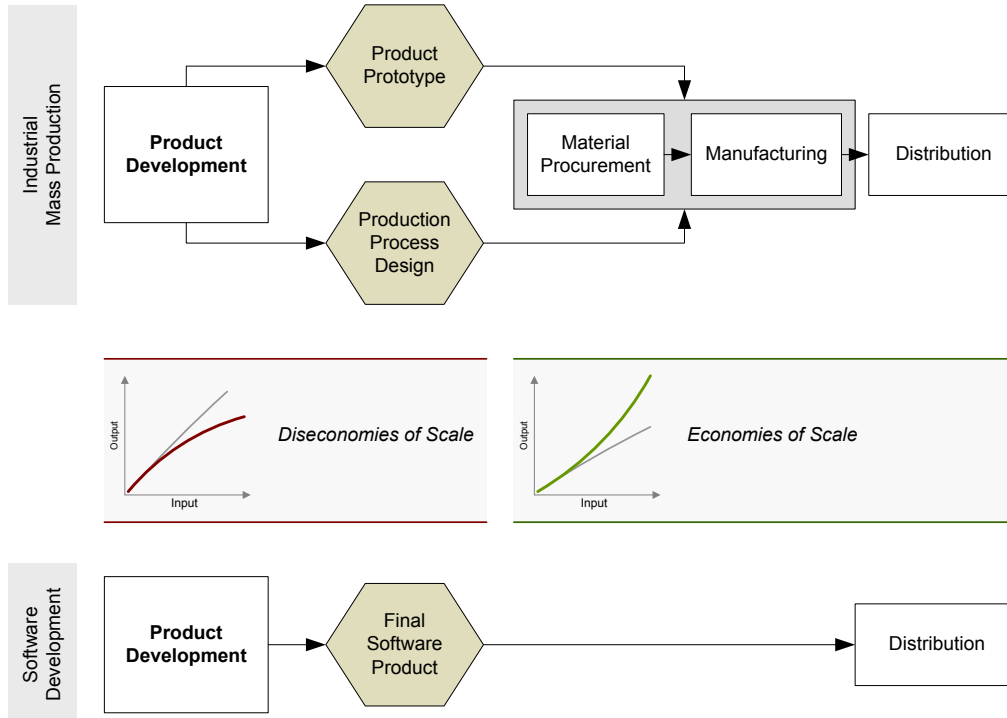 Industrial
Mass Production
Product
Development
Product
Prototype
Production
Process
Design
Material
Procurement
Manufacturing
Distribution
Output
Input
Diseconomies of Scale
Output
Input
Economies of Scale
Software
Development
Product
Development
Final
Software
Product
Distribution